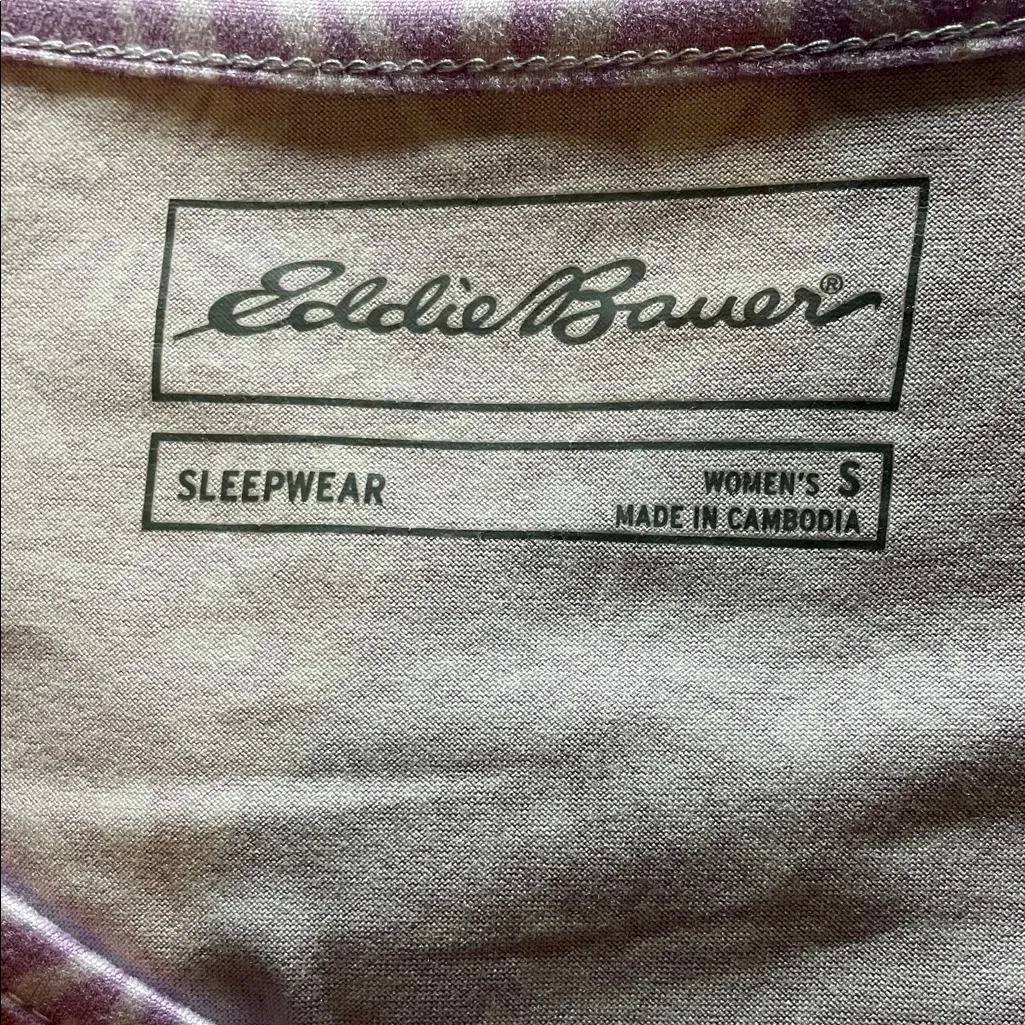 Eddie Bauer®
SLEEPWEAR
WOMEN'S S
MADE IN CAMBODIA